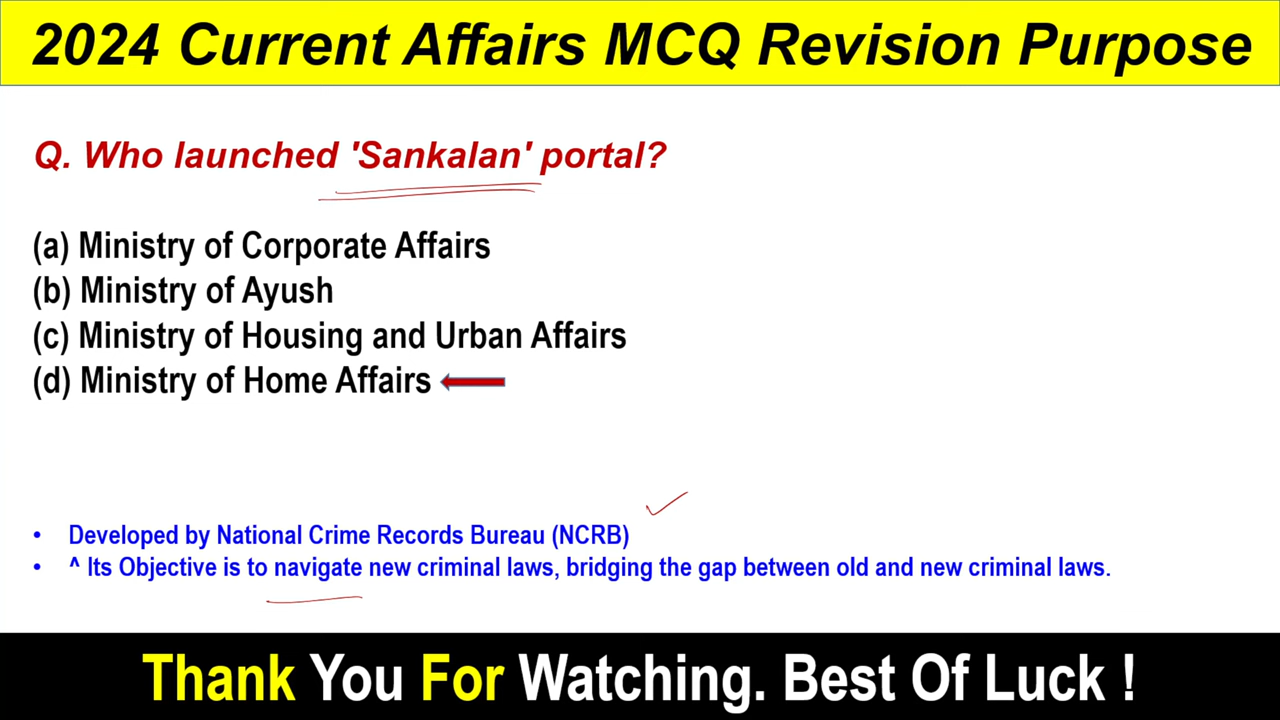 2024 Current Affairs MCQ Revision Purpose
Q. Who launched 'Sankalan' portal?
(a) Ministry of Corporate Affairs
(b) Ministry of Ayush
(c) Ministry of Housing and Urban Affairs
(d) Ministry of Home Affairs
• Developed by National Crime Records Bureau (NCRB)
• ^ Its Objective is to navigate new criminal laws, bridging the gap between old and new criminal laws.
Thank You For Watching. Best Of Luck !